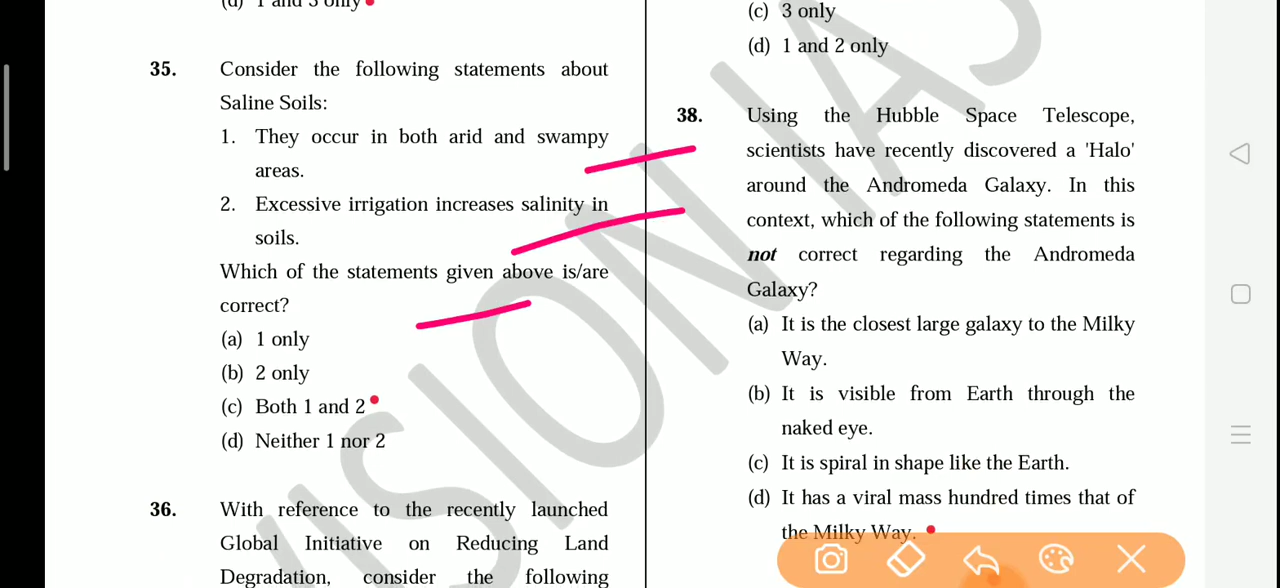 (d) 1 and 3 only
35. Consider the following statements about
Saline Soils:
1. They occur in both arid and swampy
areas.
2. Excessive irrigation increases salinity in
soils.
Which of the statements given above is/are
correct?
(a) 1 only
(b) 2 only
(c) Both 1 and 2
(d) Neither 1 nor 2
36. With reference to the recently launched
Global Initiative on Reducing Land
Degradation, consider the following
(c) 3 only
(d) 1 and 2 only
38. Using the Hubble Space Telescope,
scientists have recently discovered a 'Halo'
around the Andromeda Galaxy. In this
context, which of the following statements is
not correct regarding the Andromeda
Galaxy?
(a) It is the closest large galaxy to the Milky
Way.
(b) It is visible from Earth through the
naked eye.
(c) It is spiral in shape like the Earth.
(d) It has a viral mass hundred times that of
the Milky Way.
VISION IAS